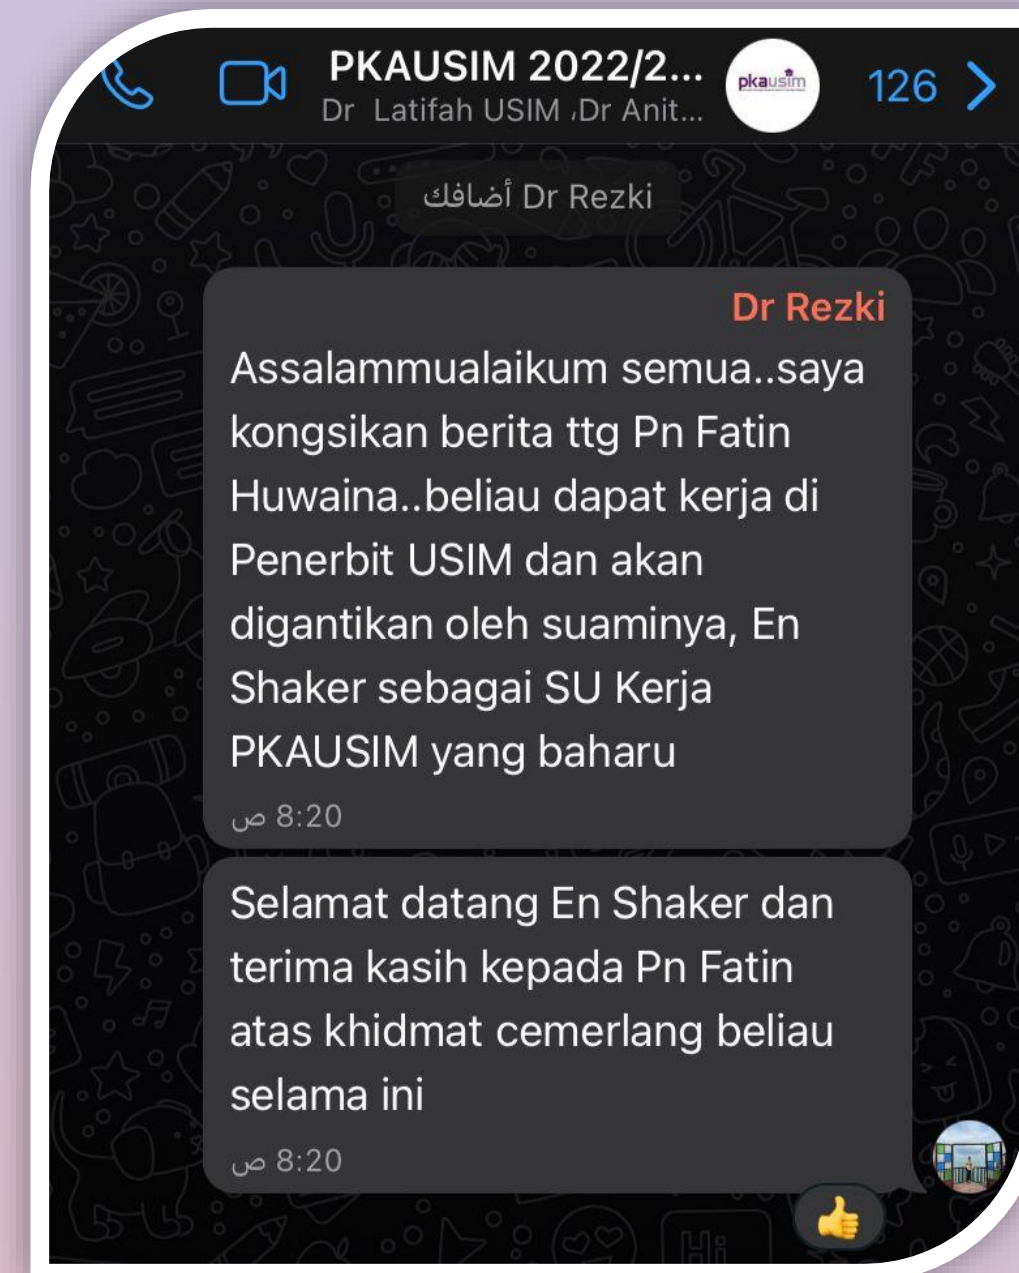 PKAUSIM 2022/2...
Dr Latifah USIM ،Dr Anit...
pkausim
126
Dr Rezki أضافك
Dr Rezki
Assalammualaikum semua..saya
kongsikan berita ttg Pn Fatin
Huwaina..beliau dapat kerja di
Penerbit USIM dan akan
digantikan oleh suaminya, En
Shaker sebagai SU Kerja
PKAUSIM yang baharu
8:20 ص
Selamat datang En Shaker dan
terima kasih kepada Pn Fatin
atas khidmat cemerlang beliau
selama ini
8:20 ص